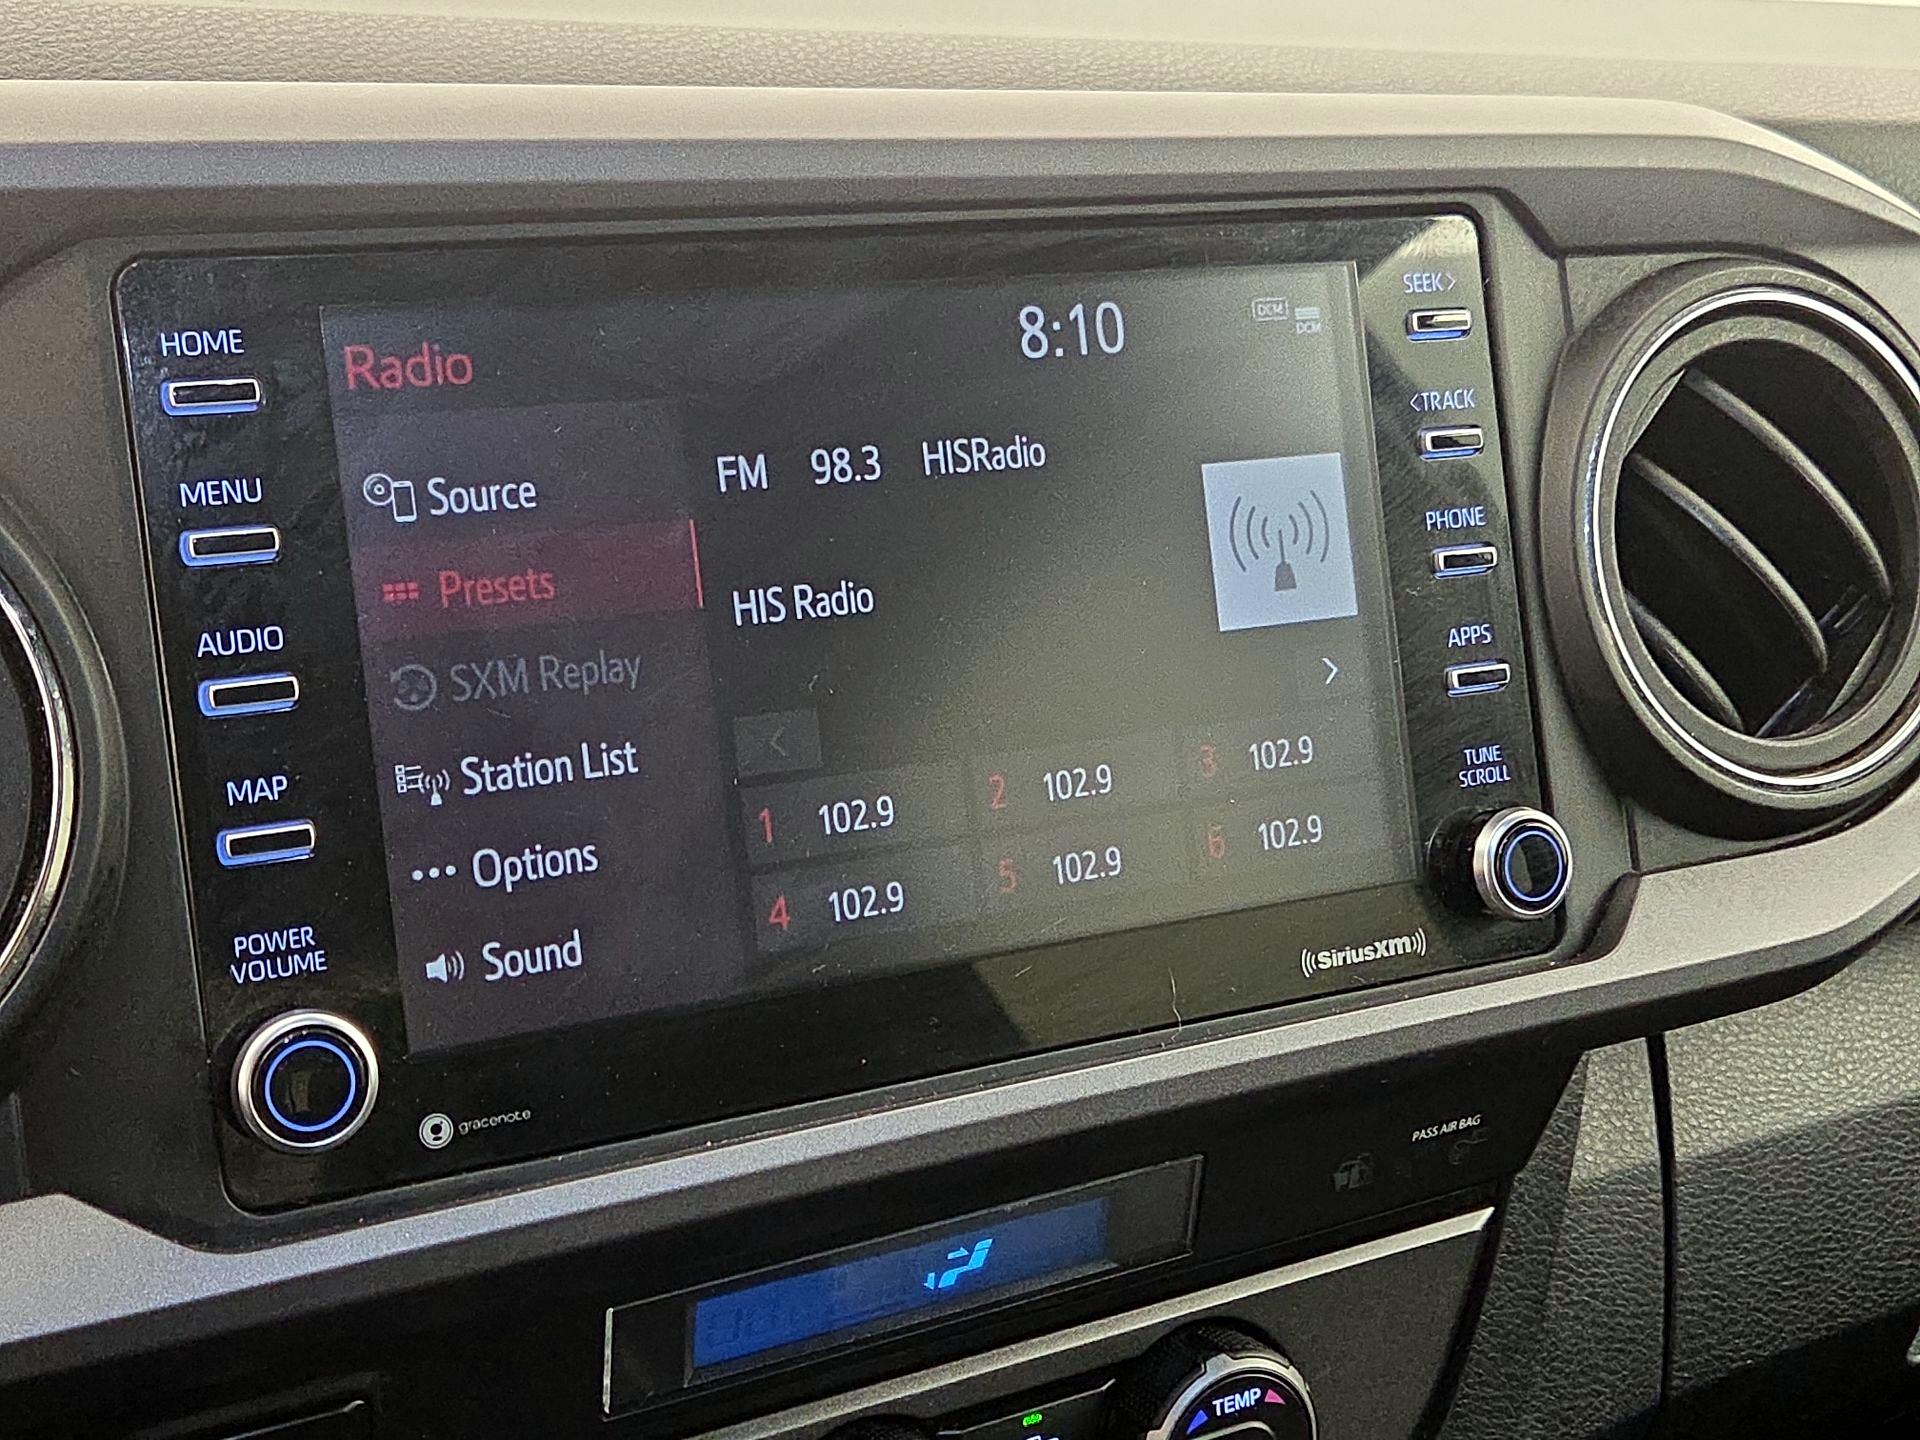 HOME
MENU
AUDIO
MAP
POWER
VOLUME
Radio
8:10
DCM
DCM
Source
Presets
SXM Replay
Station List
Options
Sound
FM 98.3 HISRadio
HIS Radio
1 102.9 2 102.9 3 102.9
4 102.9 5 102.9 6 102.9
SEEK >
< TRACK
PHONE
APPS
TUNE
SCROLL
((SiriusXM))
gracenote
PASS AIR BAG
TEMP